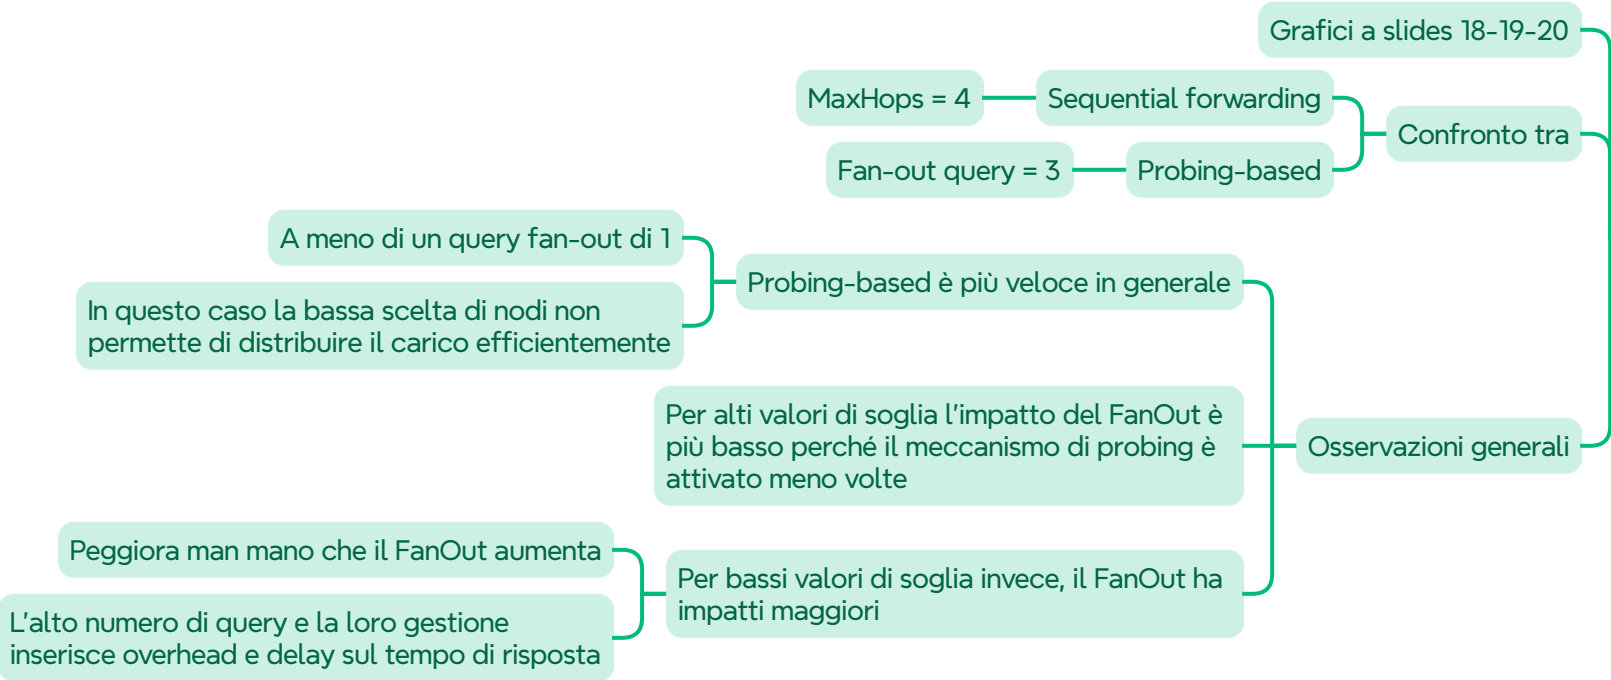 Grafici a slides 18-19-20
MaxHops = 4
Sequential forwarding
Confronto tra
Fan-out query = 3
Probing-based
A meno di un query fan-out di 1
Probing-based è più veloce in generale
In questo caso la bassa scelta di nodi non
permette di distribuire il carico efficientemente
Per alti valori di soglia l'impatto del FanOut è
più basso perché il meccanismo di probing è
attivato meno volte
Osservazioni generali
Peggiora man mano che il FanOut aumenta
Per bassi valori di soglia invece, il FanOut ha
impatti maggiori
L'alto numero di query e la loro gestione
inserisce overhead e delay sul tempo di risposta